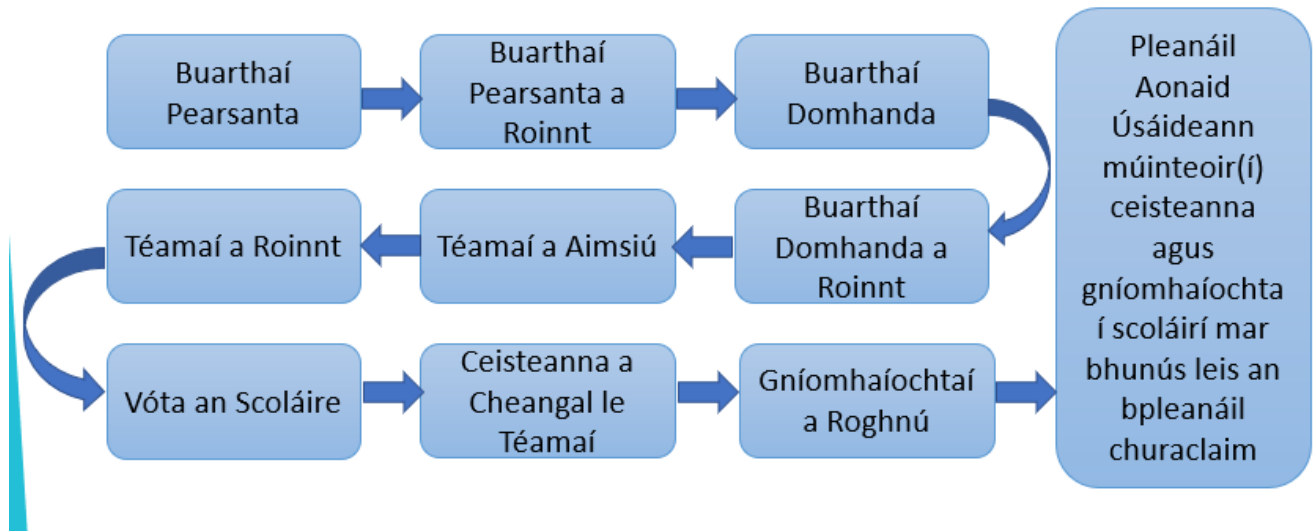 Buarthaí
Pearsanta
Buarthaí
Pearsanta a
Roinnt
Buarthaí
Domhanda
Buarthaí
Domhanda a
Roinnt
Téamaí a Aimsiú
Téamaí a Roinnt
Vóta an Scoláire
Ceisteanna a
Cheangal le
Téamaí
Gníomhaíochtaí
a Roghnú
Pleanáil
Aonaid
Úsáideann
múinteoir(í)
ceisteanna
agus
gníomhaíochta
í scoláirí mar
bhunús leis an
bpleanáil
churaclaim